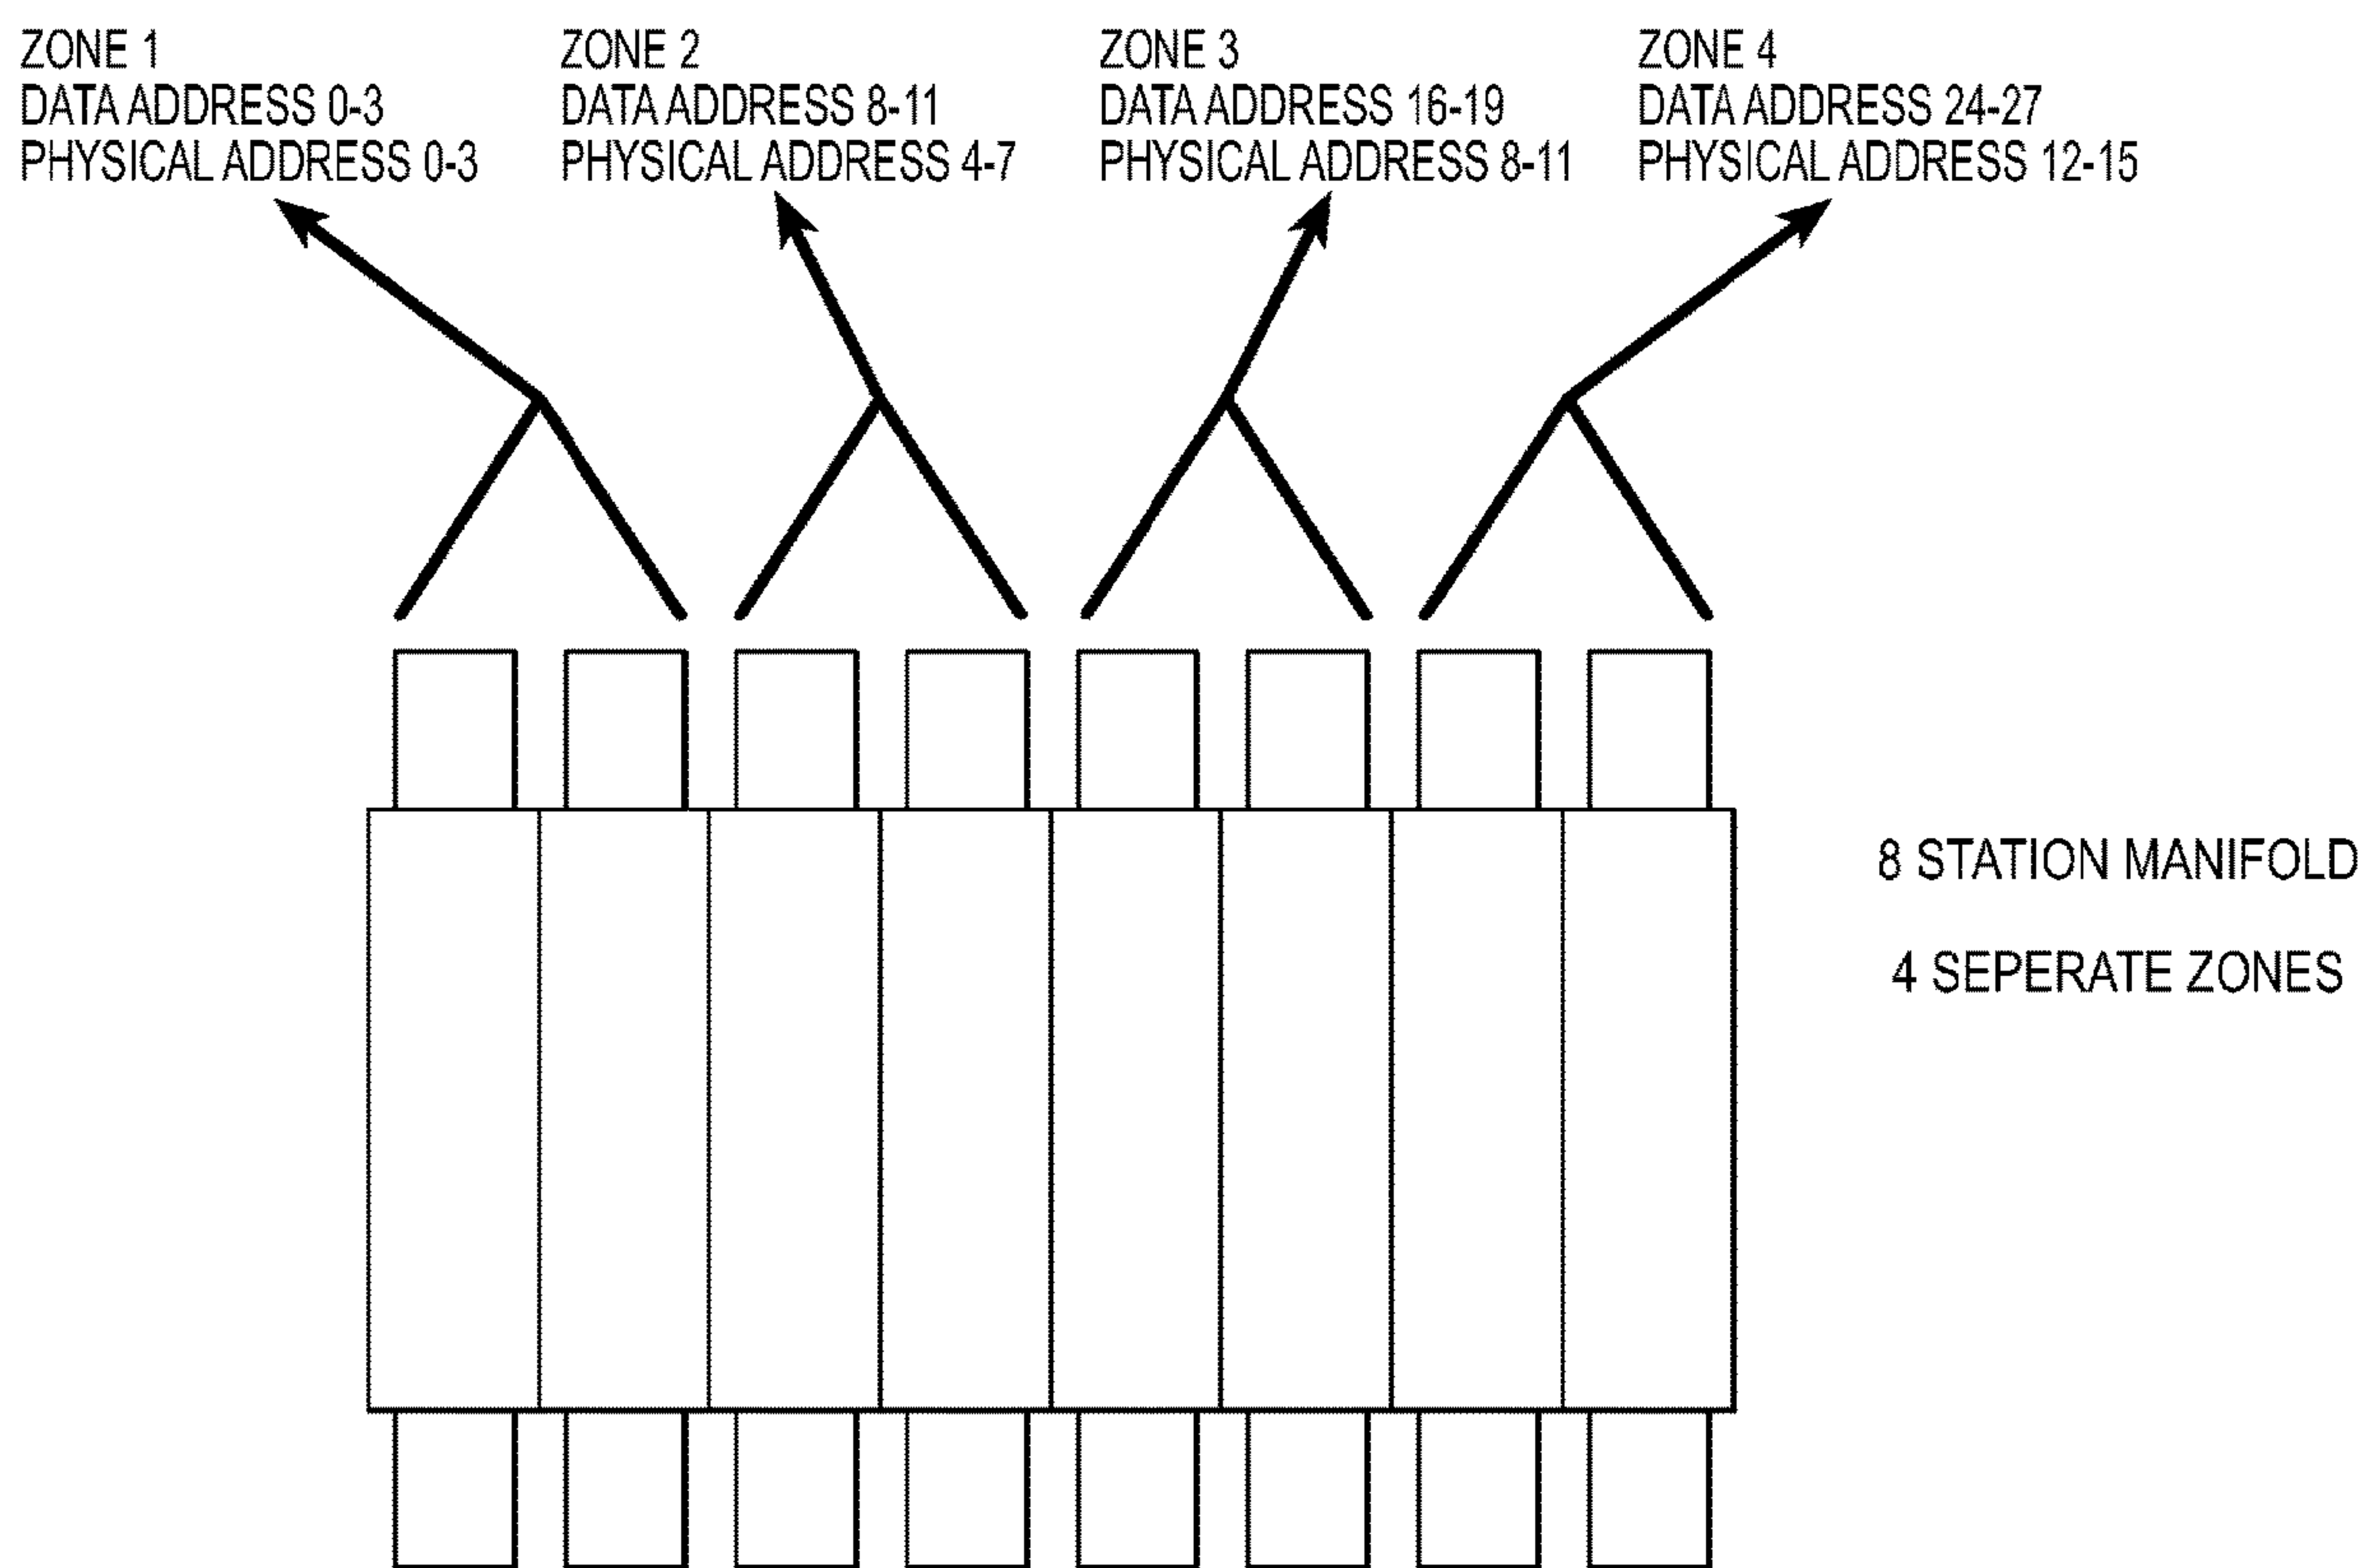 ZONE 1
DATA ADDRESS 0-3
PHYSICAL ADDRESS 0-3
ZONE 2
DATA ADDRESS 8-11
PHYSICAL ADDRESS 4-7
ZONE 3
DATA ADDRESS 16-19
PHYSICAL ADDRESS 8-11
ZONE 4
DATA ADDRESS 24-27
PHYSICAL ADDRESS 12-15
8 STATION MANIFOLD
4 SEPERATE ZONES